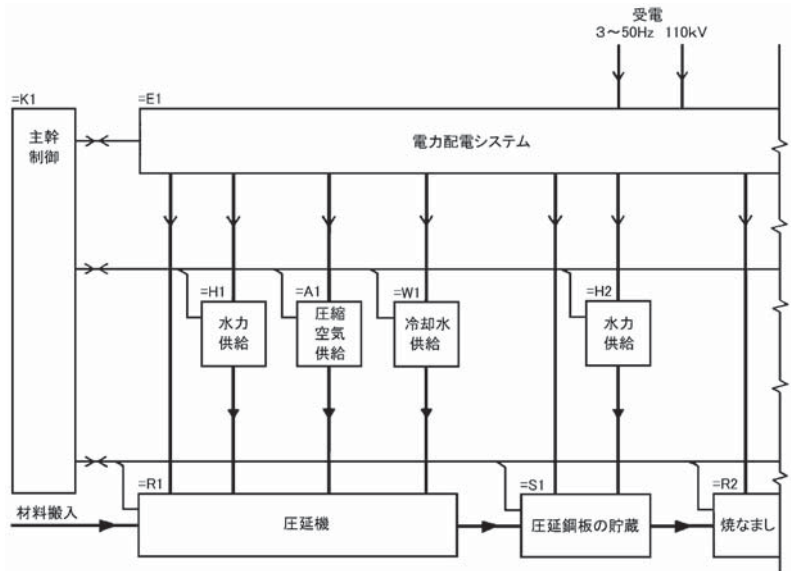 受電
3～50Hz 110kV
=K1
=E1
主幹
制御
電力配電システム
=H1
=A1
=W1
=H2
水力
供給
圧縮
空気
供給
冷却水
供給
水力
供給
=R1
=S1
=R2
材料搬入
圧延機
圧延鋼板の貯蔵
焼なまし